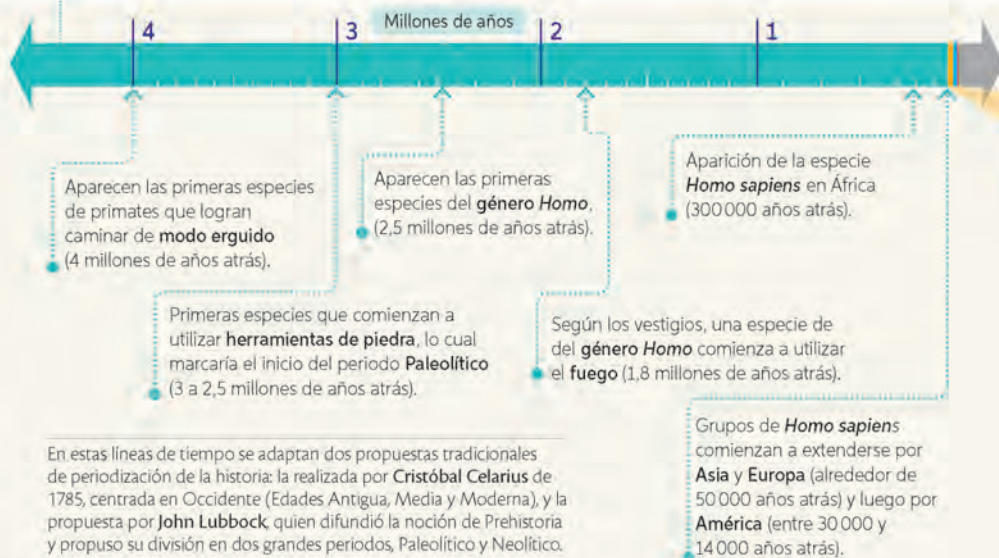 Millones de años
4
3
2
1
Aparecen las primeras especies
de primates que logran
caminar de modo erguido
(4 millones de años atrás).
Aparecen las primeras
especies del género Homo,
(2,5 millones de años atrás).
Aparición de la especie
Homo sapiens en África
(300 000 años atrás).
Primeras especies que comienzan a
utilizar herramientas de piedra, lo cual
marcaría el inicio del periodo Paleolítico
(3 a 2,5 millones de años atrás).
Según los vestigios, una especie de
del género Homo comienza a utilizar
el fuego (1,8 millones de años atrás).
Grupos de Homo sapiens
comienzan a extenderse por
Asia y Europa (alrededor de
50 000 años atrás) y luego por
América (entre 30 000 y
14 000 años atrás).
En estas líneas de tiempo se adaptan dos propuestas tradicionales
de periodización de la historia: la realizada por Cristóbal Celarius de
1785, centrada en Occidente (Edades Antigua, Media y Moderna), y la
propuesta por John Lubbock, quien difundió la noción de Prehistoria
y propuso su división en dos grandes periodos, Paleolítico y Neolítico.